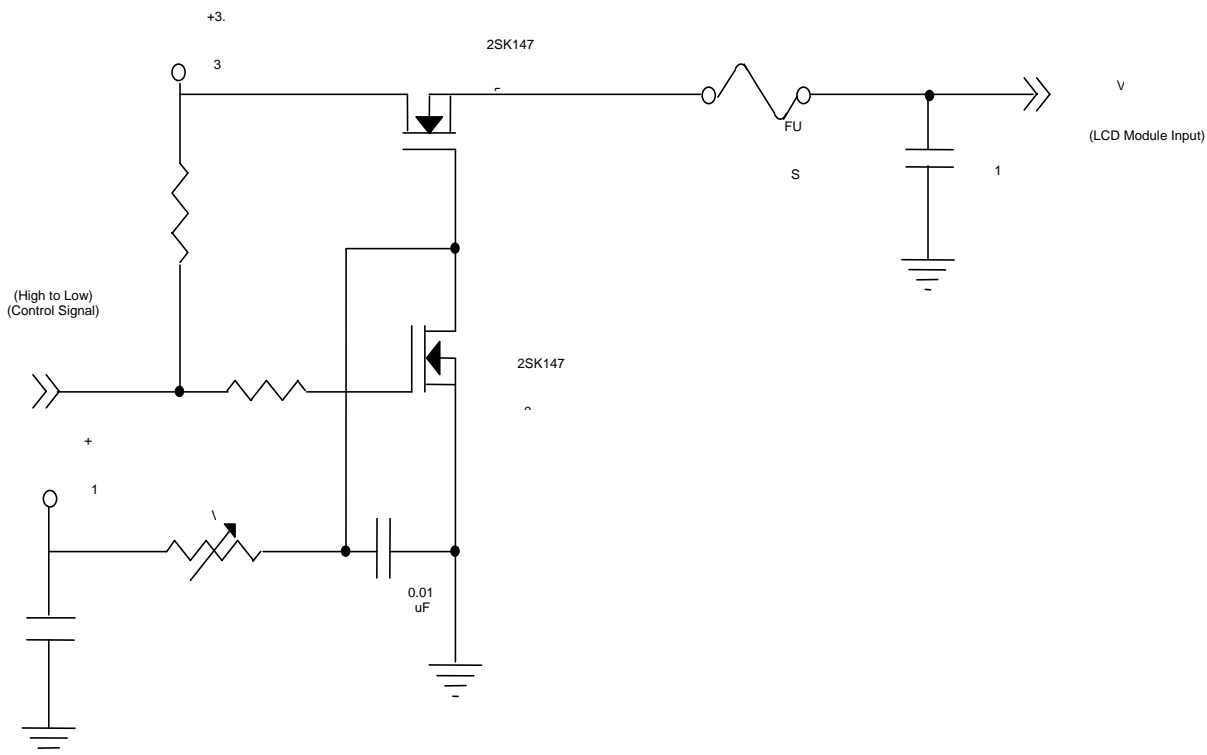 +3.
3
2SK147
FU
S
(LCD Module Input)
1
(High to Low)
(Control Signal)
2SK147
+
1
0.01
uF